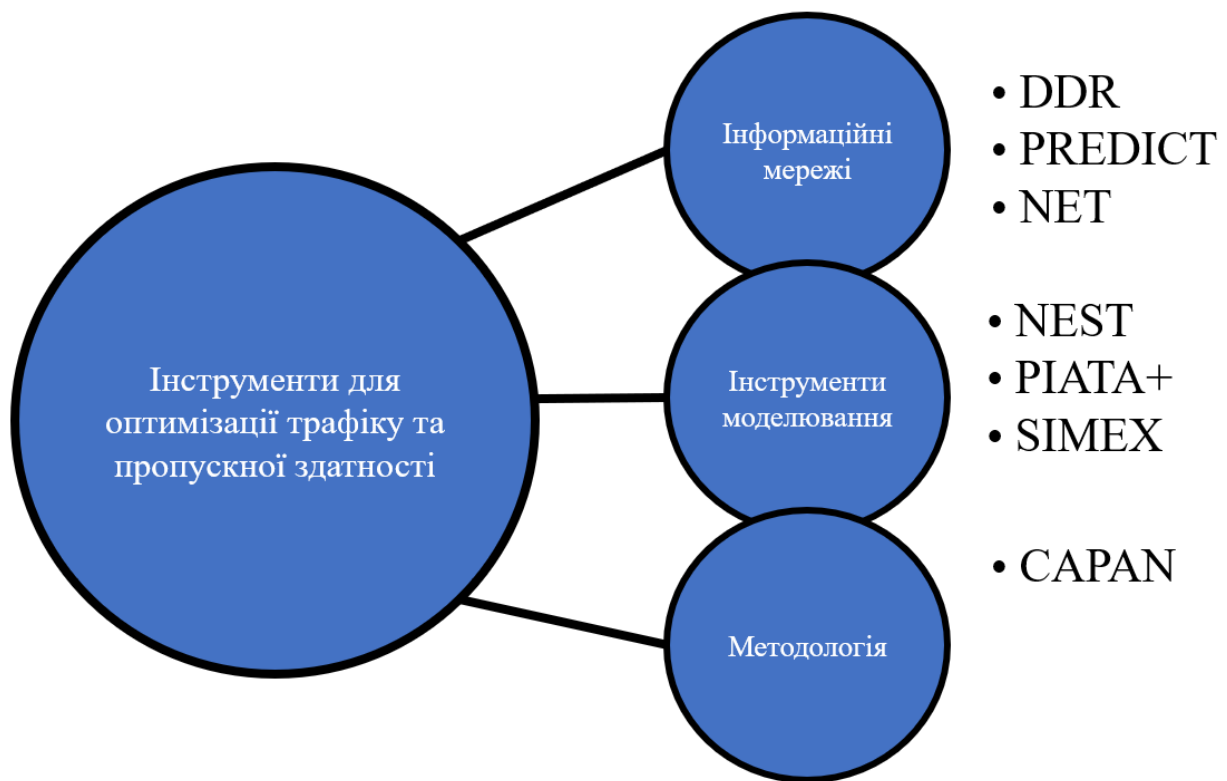 Інструменти для
оптимізації трафіку та
пропускної здатності
Інформаційні
мережі
• DDR
• PREDICT
• NET
Інструменти
моделювання
• NEST
• PIATA+
• SIMEX
Методологія
• CAPAN